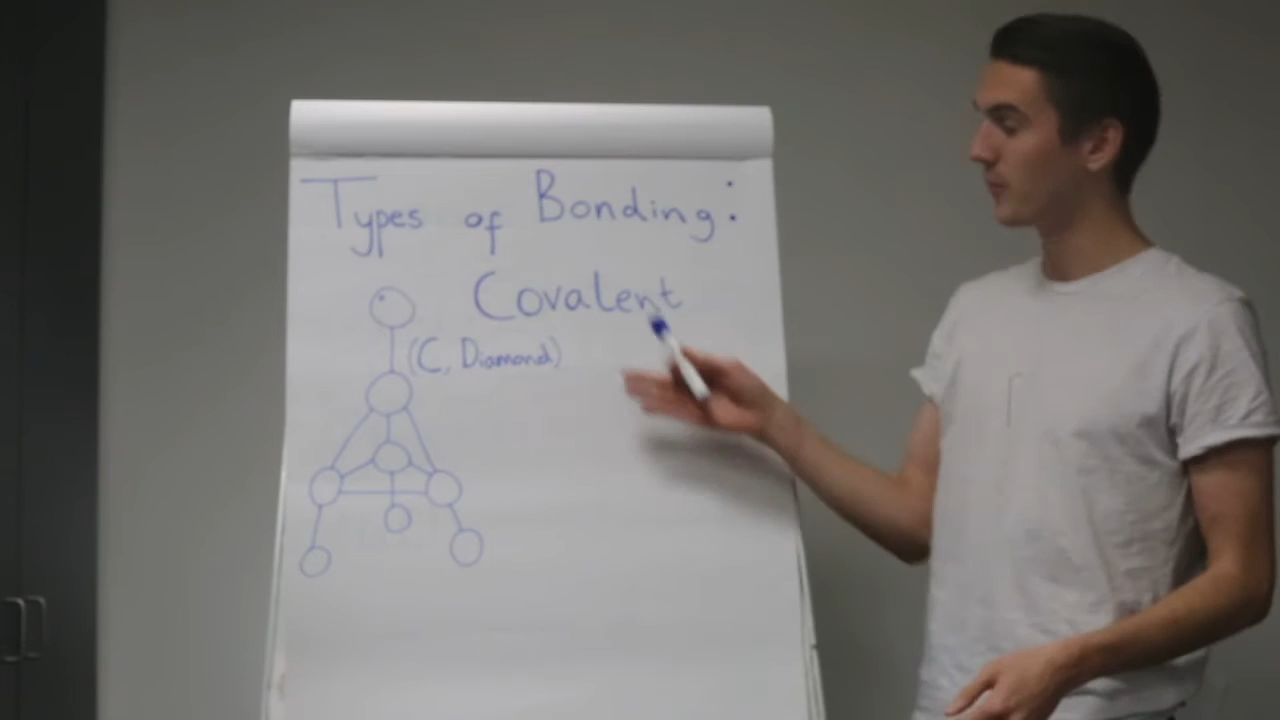 Types of Bonding:
Covalent
(C, Diamond)